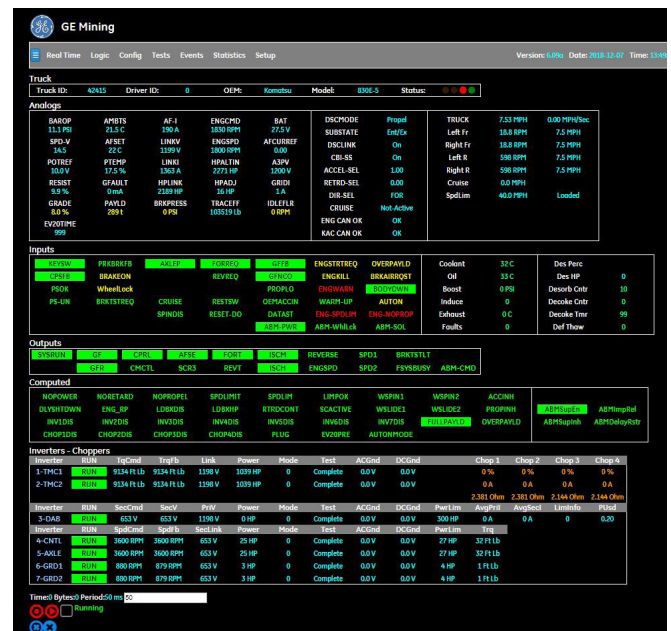 GE Mining
Real Time Logic Config Tests Events Statistics Setup Version: 6.09a Date: 2018-12-07 Time: 13:49
Truck
Truck ID: 42415 Driver ID: 0 OEM: Komatsu Model: 830E-5 Status:
Analogs
BAROP AMBTS AF-I ENGCMD BAT DSCMODE Propel TRUCK 7.53 MPH 0.00 MPH/Sec
11.1 PSI 21.5 C 190 A 1830 RPM 27.5 V SUBSTATE Ent/Ex Left Fr 18.8 RPM 7.5 MPH
SPD-V AFSET LINKV ENGSPD AFCURREF DSCLINK On Right Fr 18.8 RPM 7.5 MPH
14.5 22 C 1199 V 1800 RPM 0.00 CBI-SS On Left R 598 RPM 7.5 MPH
POTREF PTEMP LINKI HPALTIN A3PV ACCEL-SEL 1.00 Right R 598 RPM 7.5 MPH
10.0 V 17.5 % 1363 A 2271 HP 1200 V RETRD-SEL 0.00 Cruise 0.0 MPH
RESIST GFAULT HPLINK HPADJ GRIDI DIR-SEL FOR SpdLim 40.0 MPH Loaded
9.9 % 0 mA 2189 HP 16 HP 1 A CRUISE Not-Active
GRADE PAYLD BRKPRESS TRACEFF IDLEFLR ENG CAN OK OK
8.0 % 289 t 0 PSI 103519 Lb 0 RPM KAC CAN OK OK
EV20TIME
999
Inputs
KEYSW PRKBRKFB AXLEP FORREQ GFFB ENGSTRTREQ OVERPAYLD Coolant 32 C Des Perc
CPSFB BRAKEON REVREQ GFNCO ENGKILL BRKAIRRQST Oil 33 C Des HP 0
PSOK WheelLock PROPLO ENGWARN BODYDWN Boost 0 PSI Desorb Cntr 10
PS-UN BRKTSTREQ CRUISE RESTSW OEMACCIN WARM-UP AUTON Induce 0 Decoke Cntr 0
SPINDIS RESET-DO DATAST ENG-SPDLIM ENG-NOPROP Exhaust 0 C Decoke Tmr 99
ABM-PWR ABM-WhlLck ABM-SOL Faults 0 Def Thaw 0
Outputs
SYSRUN GF CPRL AFSE FORT ISCM REVERSE SPD1 BRKTSTLT
GFR CMCTL SCR3 REVT ISCH ENGSPD SPD2 FSYSBUSY ABM-CMD
Computed
NOPOWER NORETARD NOPROPEL SPDLIMIT SPDLIM LIMPOK WSPIN1 WSPIN2 ACCINH
DLYSHTDWN ENG_RP LDBXDIS LDBXHP RTRDCONT SCACTIVE WSLIDE1 WSLIDE2 PROPINH ABMSupEn ABMImpRel
INV1DIS INV2DIS INV3DIS INV4DIS INV5DIS INV6DIS INV7DIS FULLPAYLD OVERPAYLD ABMSupInh ABMDelayRstr
CHOP1DIS CHOP2DIS CHOP3DIS CHOP4DIS PLUG EV20PRE AUTONMODE
Inverters - Choppers
Inverter RUN TqCmd TrqFb Link Power Mode Test ACGnd DCGnd Chop 1 Chop 2 Chop 3 Chop 4
1-TMC1 RUN 9134 Ft Lb 9134 Ft Lb 1198 V 1039 HP 0 Complete 0.0 V 0.0 V 0 % 0 % 0 % 0 %
2-TMC2 RUN 9134 Ft Lb 9134 Ft Lb 1198 V 1039 HP 0 Complete 0.0 V 0.0 V 0 A 0 A 0 A 0 A
2.381 Ohm 2.381 Ohm 2.144 Ohm 2.144 Ohm
Inverter RUN SecCmd SecV PriV Power Mode Test ACGnd DCGnd PwrLim AvgPriI AvgSecI LimInfo PUsd
3-DAB RUN 653 V 653 V 1198 V 0 HP 0 Complete 0.0 V 0.0 V 300 HP 0 A 0 A 0 0.20
Inverter RUN SpdCmd SpdFb SecLink Power Mode Test ACGnd DCGnd PwrLim Trq
4-CNTL RUN 3600 RPM 3600 RPM 653 V 25 HP 0 Complete 0.0 V 0.0 V 27 HP 32 Ft Lb
5-AXLE RUN 3600 RPM 3600 RPM 653 V 25 HP 0 Complete 0.0 V 0.0 V 27 HP 32 Ft Lb
6-GRD1 RUN 880 RPM 879 RPM 653 V 3 HP 0 Complete 0.0 V 0.0 V 4 HP 1 Ft Lb
7-GRD2 RUN 880 RPM 879 RPM 653 V 3 HP 0 Complete 0.0 V 0.0 V 4 HP 1 Ft Lb
Time:0 Bytes:0 Period:50 ms 50
Running